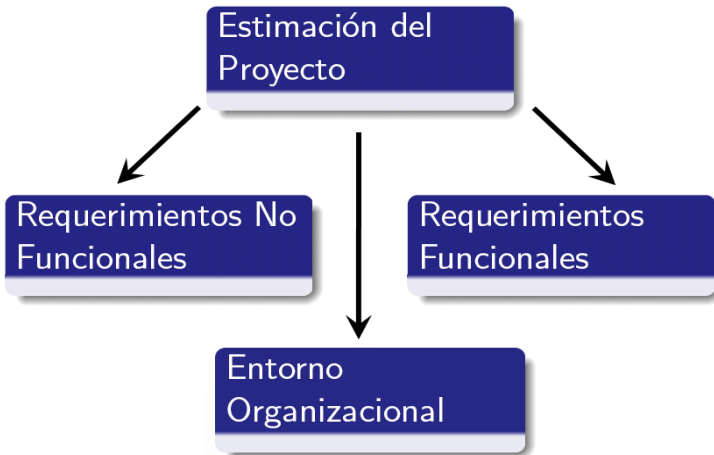 Estimación del
Proyecto
Requerimientos No
Funcionales
Requerimientos
Funcionales
Entorno
Organizacional